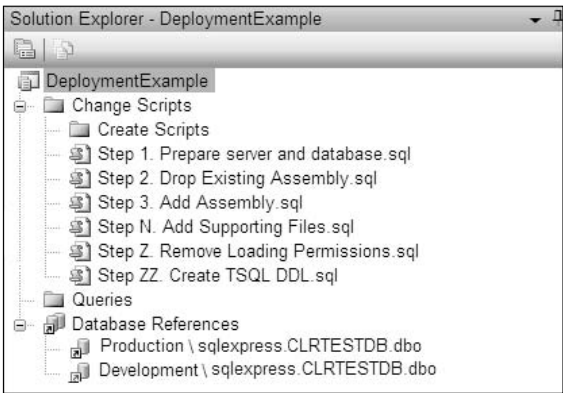 Solution Explorer - DeploymentExample
DeploymentExample
Change Scripts
Create Scripts
Step 1. Prepare server and database.sql
Step 2. Drop Existing Assembly.sql
Step 3. Add Assembly.sql
Step N. Add Supporting Files.sql
Step Z. Remove Loading Permissions.sql
Step ZZ. Create TSQL DDL.sql
Queries
Database References
Production \ sqlexpress.CLRTESTDB.dbo
Development \ sqlexpress.CLRTESTDB.dbo